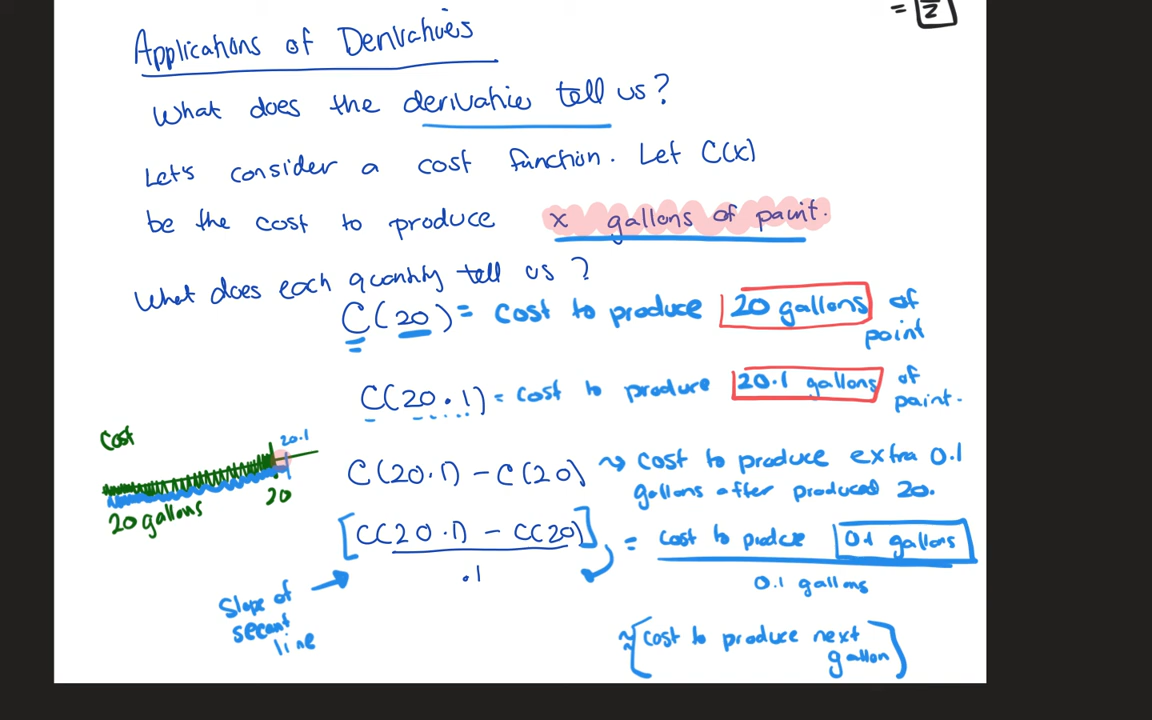 = 2
Applications of Derivatives
What does the derivative tell us?
Let's consider a cost function. Let C(x)
be the cost to produce x gallons of paint.
What does each quantity tell us?
C(20) = cost to produce 20 gallons of
point
C(20.1) = cost to produce 20.1 gallons of
paint.
Cost
20.1
20
20 gallons
C(20.1) - C(20) ⇝ cost to produce extra 0.1
gallons after produced 20.
[C(20.1) - C(20)] = cost to produce 0.1 gallons
.1
0.1 gallons
Slope of
secant
line
≈ [cost to produce next
gallon]